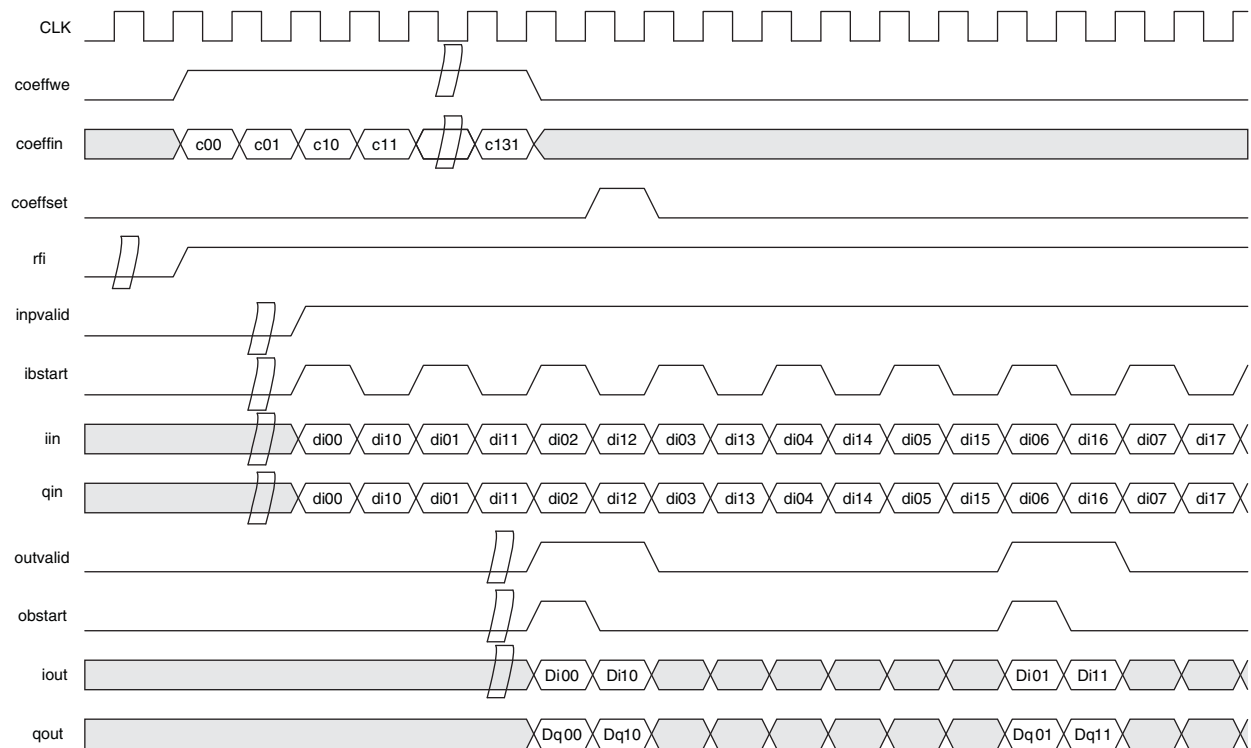 CLK
coeffwe
coeffin c00 c01 c10 c11 c131
coeffset
rfi
inpvalid
ibstart
iin di00 di10 di01 di11 di02 di12 di03 di13 di04 di14 di05 di15 di06 di16 di07 di17
qin di00 di10 di01 di11 di02 di12 di03 di13 di04 di14 di05 di15 di06 di16 di07 di17
outvalid
obstart
iout Di00 Di10 Di01 Di11
qout Dq00 Dq10 Dq01 Dq11